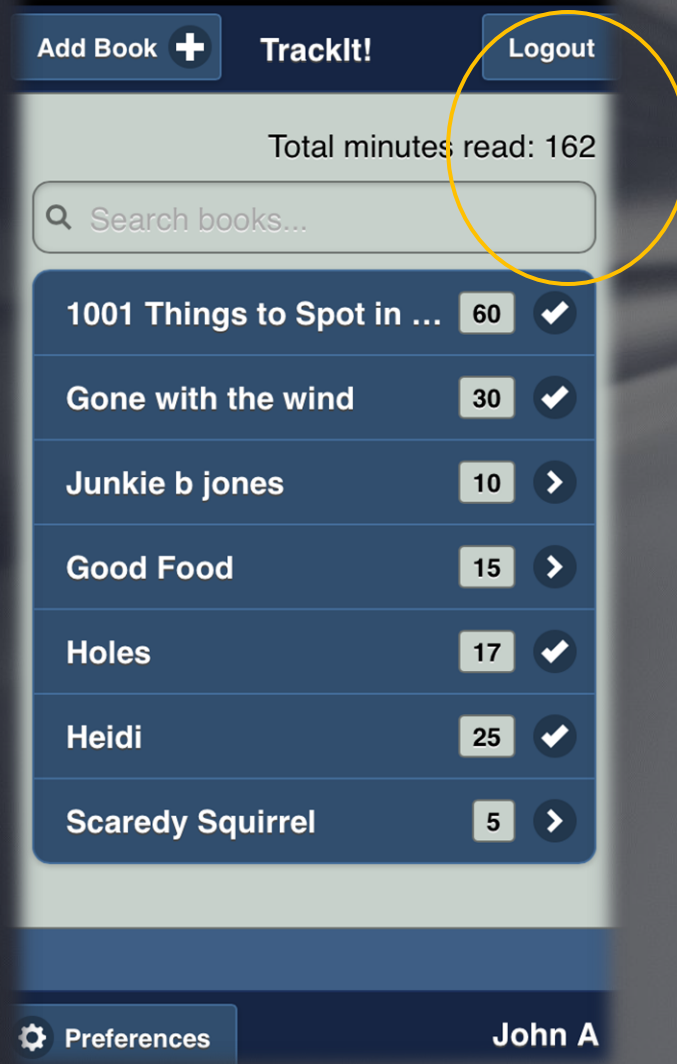 Add Book TrackIt! Logout
Total minutes read: 162
Search books...
1001 Things to Spot in ... 60
Gone with the wind 30
Junkie b jones 10
Good Food 15
Holes 17
Heidi 25
Scaredy Squirrel 5
Preferences John A